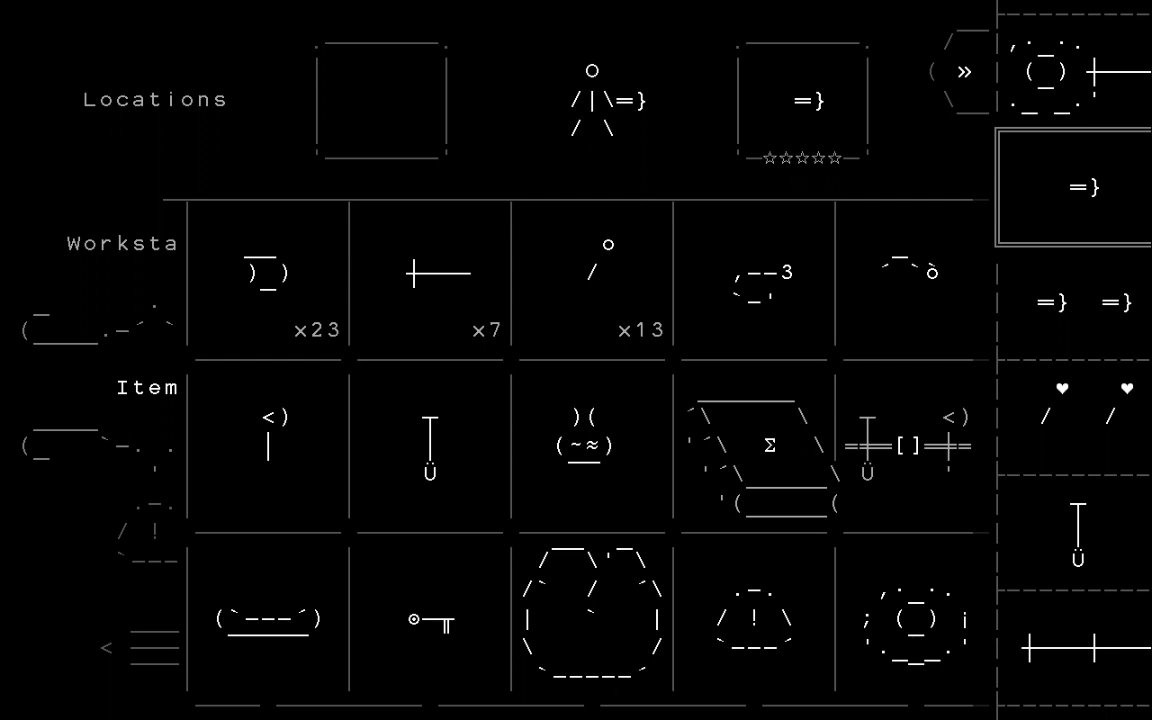 Locations
»
☆☆☆☆☆
Worksta
×23
×7
×13
Item
Σ